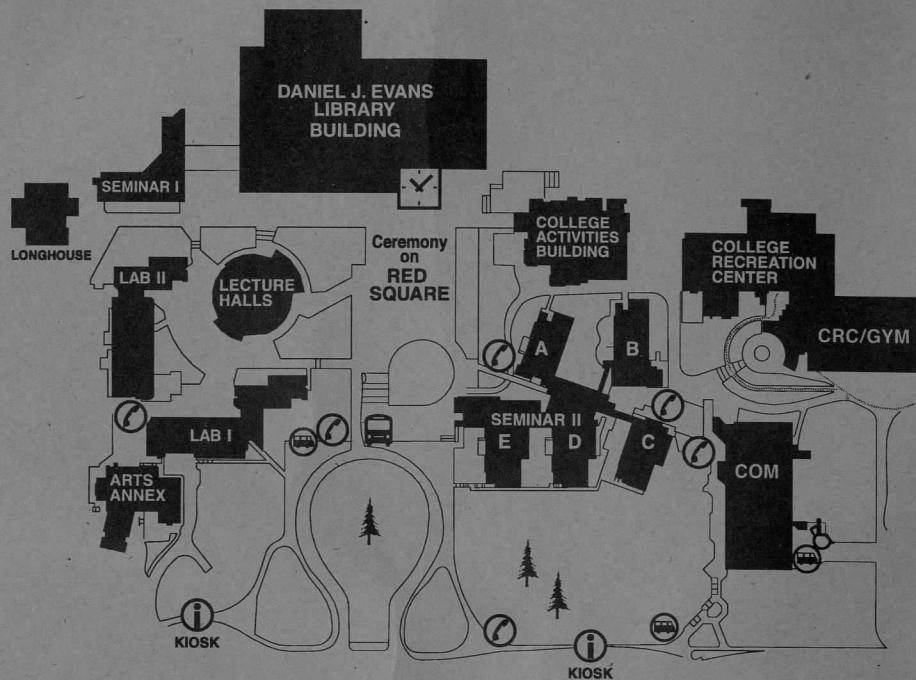 DANIEL J. EVANS
LIBRARY
BUILDING
SEMINAR I
LONGHOUSE
LAB II
LECTURE
HALLS
Ceremony
on
RED
SQUARE
COLLEGE
ACTIVITIES
BUILDING
COLLEGE
RECREATION
CENTER
CRC/GYM
A
B
SEMINAR II
E
D
C
LAB I
COM
ARTS
ANNEX
i
KIOSK
i
KIOSK